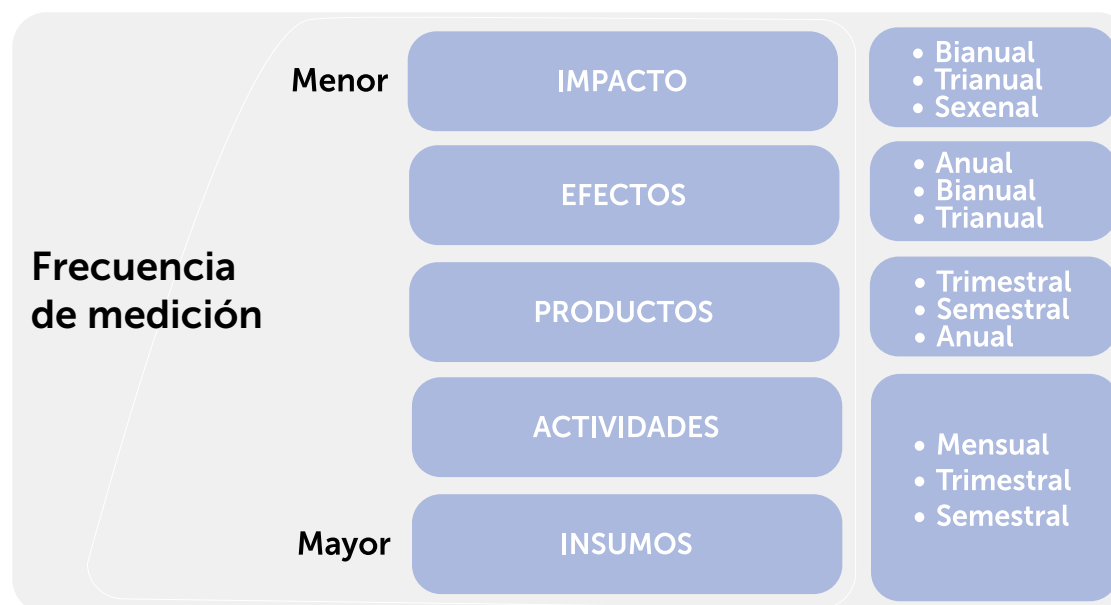 Menor
IMPACTO
• Bianual
• Trianual
• Sexenal
EFECTOS
• Anual
• Bianual
• Trianual
Frecuencia
de medición
PRODUCTOS
• Trimestral
• Semestral
• Anual
ACTIVIDADES
• Mensual
• Trimestral
• Semestral
Mayor
INSUMOS